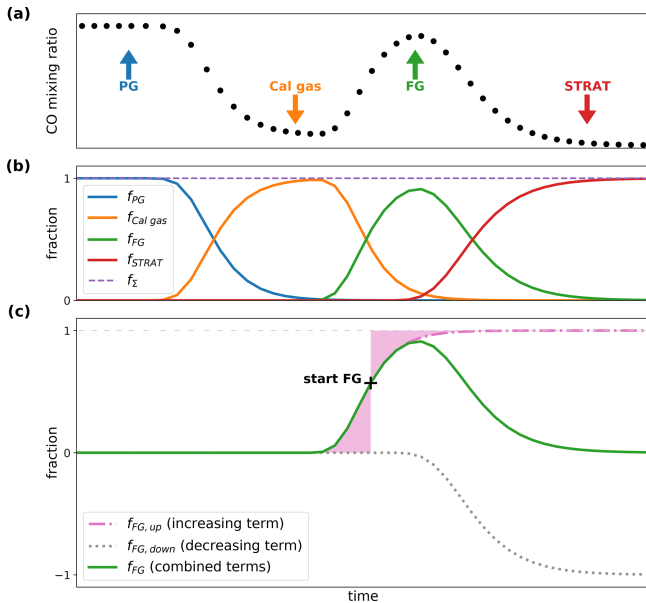 (a)
CO mixing ratio
PG
Cal gas
FG
STRAT
(b)
fraction
1
0
f_PG
f_Cal gas
f_FG
f_STRAT
f_Σ
(c)
fraction
1
0
−1
start FG
f_FG, up (increasing term)
f_FG, down (decreasing term)
f_FG (combined terms)
time